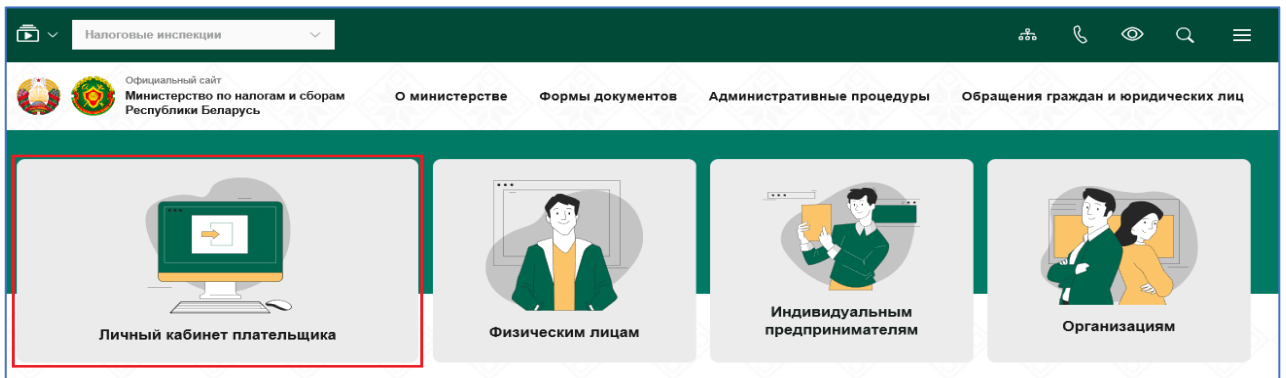 Налоговые инспекции
Официальный сайт
Министерство по налогам и сборам
Республики Беларусь
О министерстве
Формы документов
Административные процедуры
Обращения граждан и юридических лиц
Личный кабинет плательщика
Физическим лицам
Индивидуальным
предпринимателям
Организациям